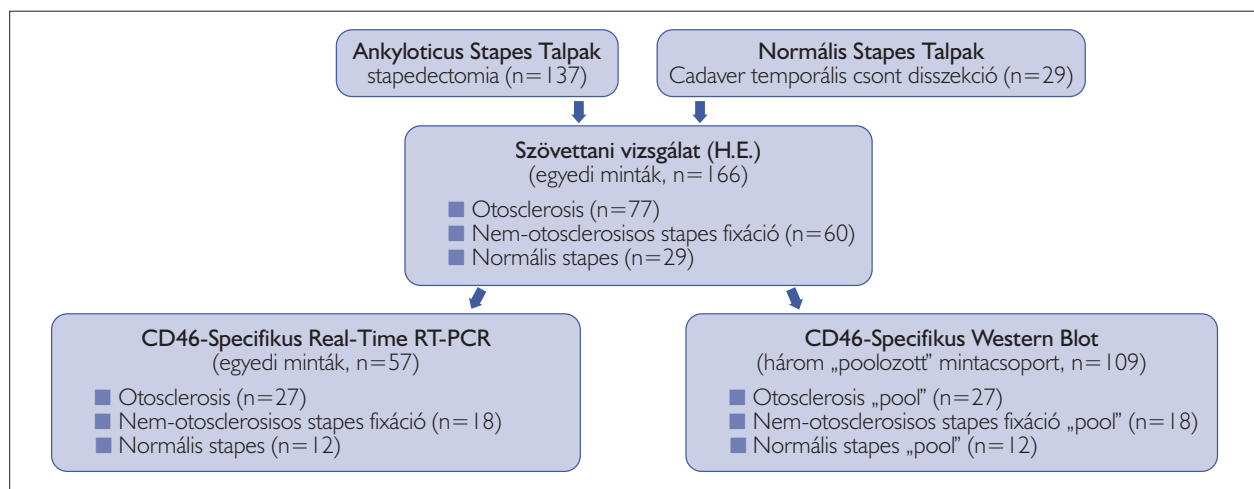 Ankyloticus Stapes Talpak
stapedectomia (n=137)
Normális Stapes Talpak
Cadaver temporális csont disszekció (n=29)
Szövettani vizsgálat (H.E.)
(egyedi minták, n=166)
Otosclerosis (n=77)
Nem-otosclerosisos stapes fixáció (n=60)
Normális stapes (n=29)
CD46-Specifikus Real-Time RT-PCR
(egyedi minták, n=57)
Otosclerosis (n=27)
Nem-otosclerosisos stapes fixáció (n=18)
Normális stapes (n=12)
CD46-Specifikus Western Blot
(három „poolozott” mintacsoport, n=109)
Otosclerosis „pool” (n=27)
Nem-otosclerosisos stapes fixáció „pool” (n=18)
Normális stapes „pool” (n=12)